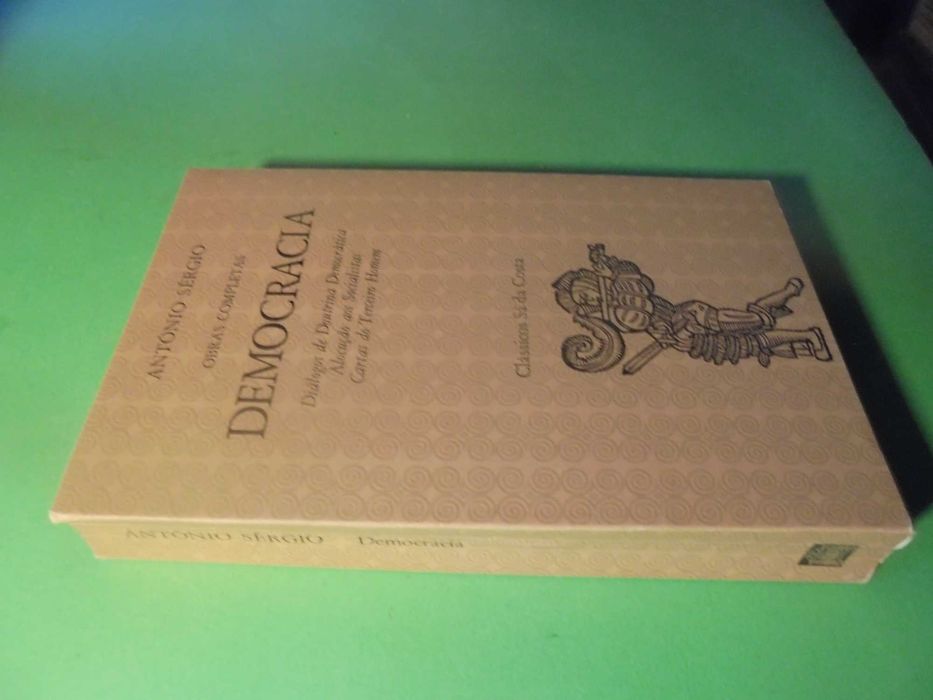 ANTÓNIO SÉRGIO
OBRAS COMPLETAS
DEMOCRACIA
Diálogos de Doutrina Democrática
Alocução aos Socialistas
Cartas do Terceiro Homem
Clássicos Sá da Costa
ANTÓNIO SÉRGIO Democracia